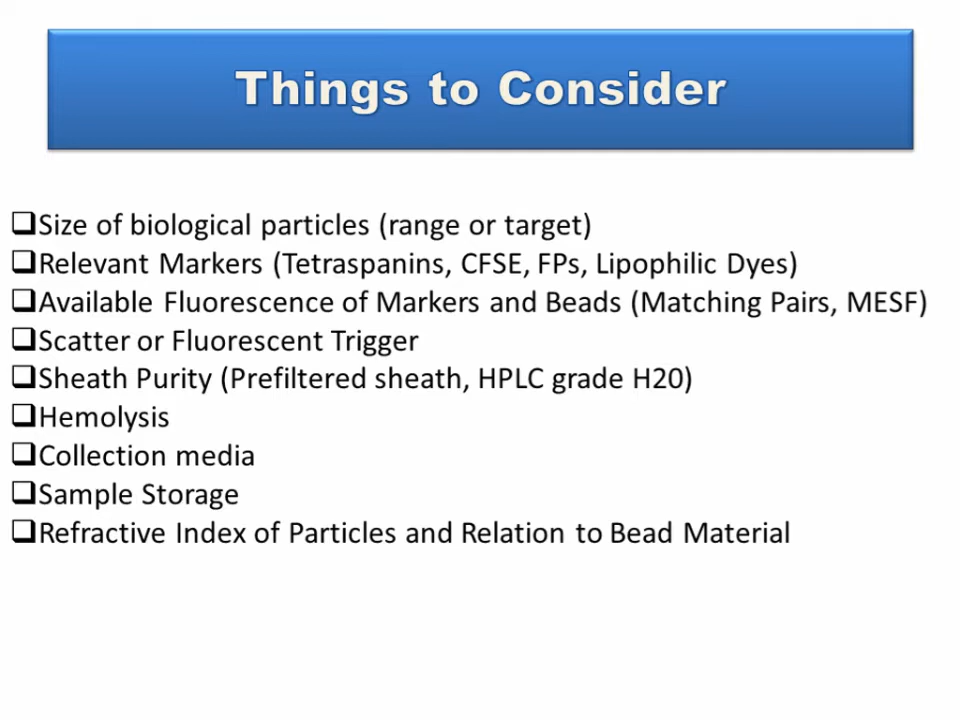 Things to Consider
❑Size of biological particles (range or target)
❑Relevant Markers (Tetraspanins, CFSE, FPs, Lipophilic Dyes)
❑Available Fluorescence of Markers and Beads (Matching Pairs, MESF)
❑Scatter or Fluorescent Trigger
❑Sheath Purity (Prefiltered sheath, HPLC grade H20)
❑Hemolysis
❑Collection media
❑Sample Storage
❑Refractive Index of Particles and Relation to Bead Material